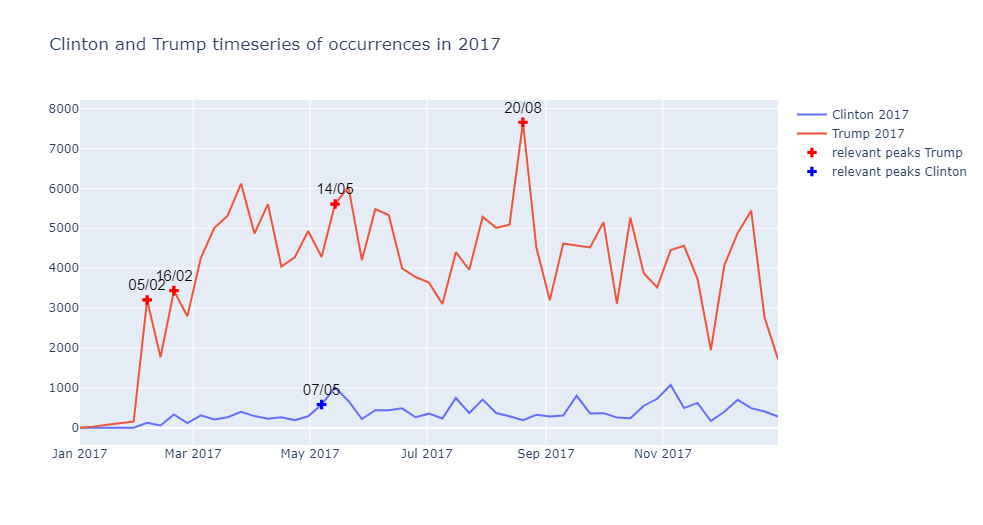 Clinton and Trump timeseries of occurrences in 2017
8000
7000
6000
5000
4000
3000
2000
1000
0
Jan 2017
Mar 2017
May 2017
Jul 2017
Sep 2017
Nov 2017
05/02
16/02
14/05
20/08
07/05
Clinton 2017
Trump 2017
relevant peaks Trump
relevant peaks Clinton